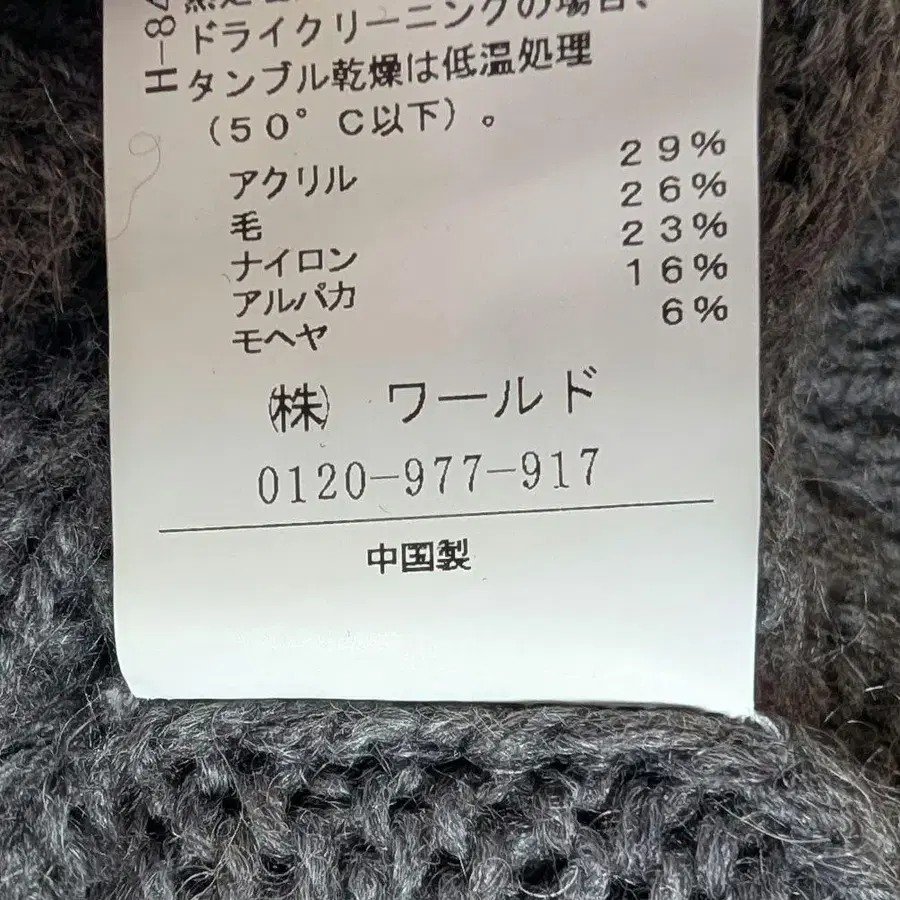 ドライクリーニングの場合、
タンブル乾燥は低温処理
（50°C以下）。
アクリル 29%
毛 26%
ナイロン 23%
アルパカ 16%
モヘヤ 6%
㈱ ワールド
0120-977-917
中国製